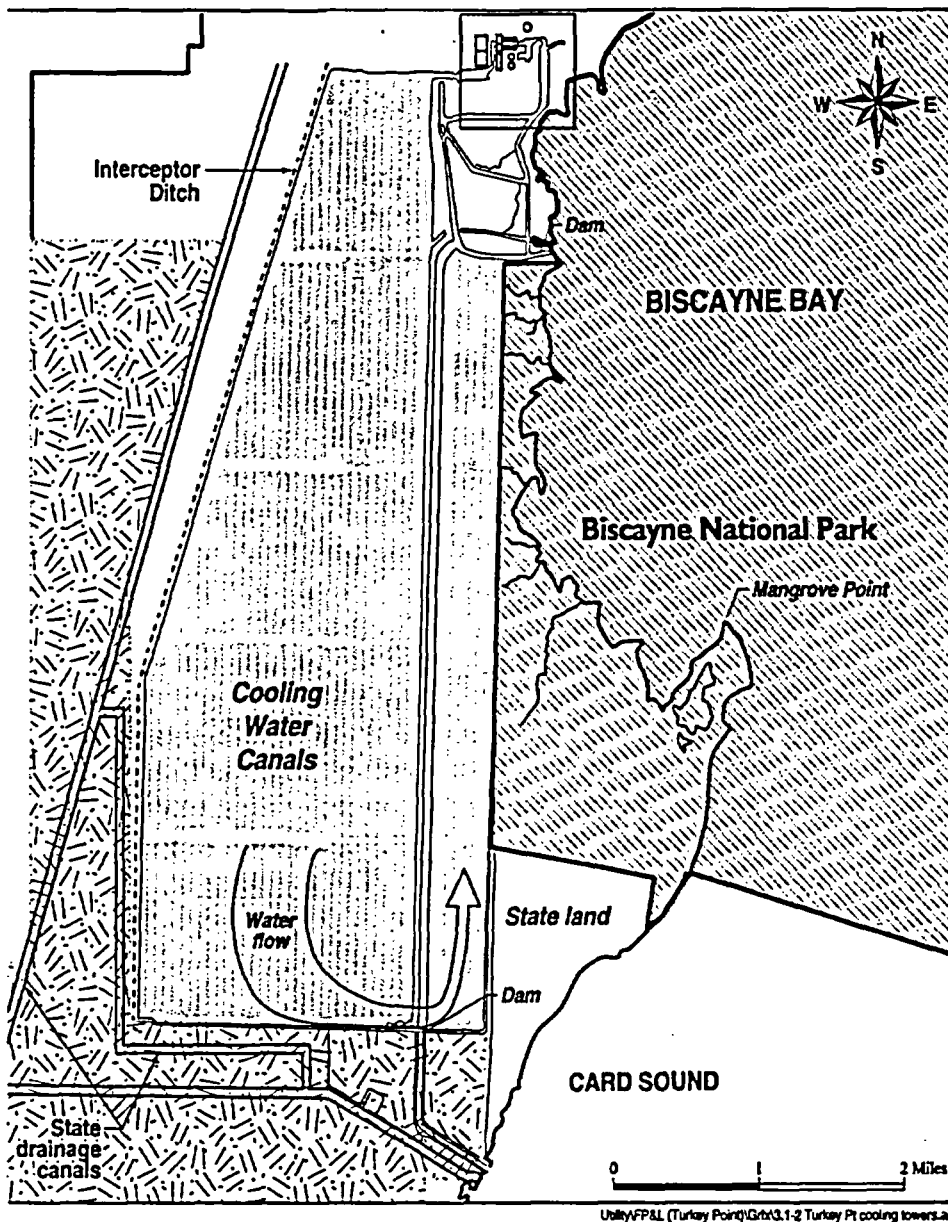 N
W E
S
Interceptor
Ditch
Dam
BISCAYNE BAY
Biscayne National Park
Mangrove Point
Cooling
Water
Canals
Water
flow
State land
Dam
CARD SOUND
State
drainage
canals
0 1 2 Miles
Utility\FP&L (Turkey Point)\Grfx\3.1-2 Turkey Pt cooling towers.a